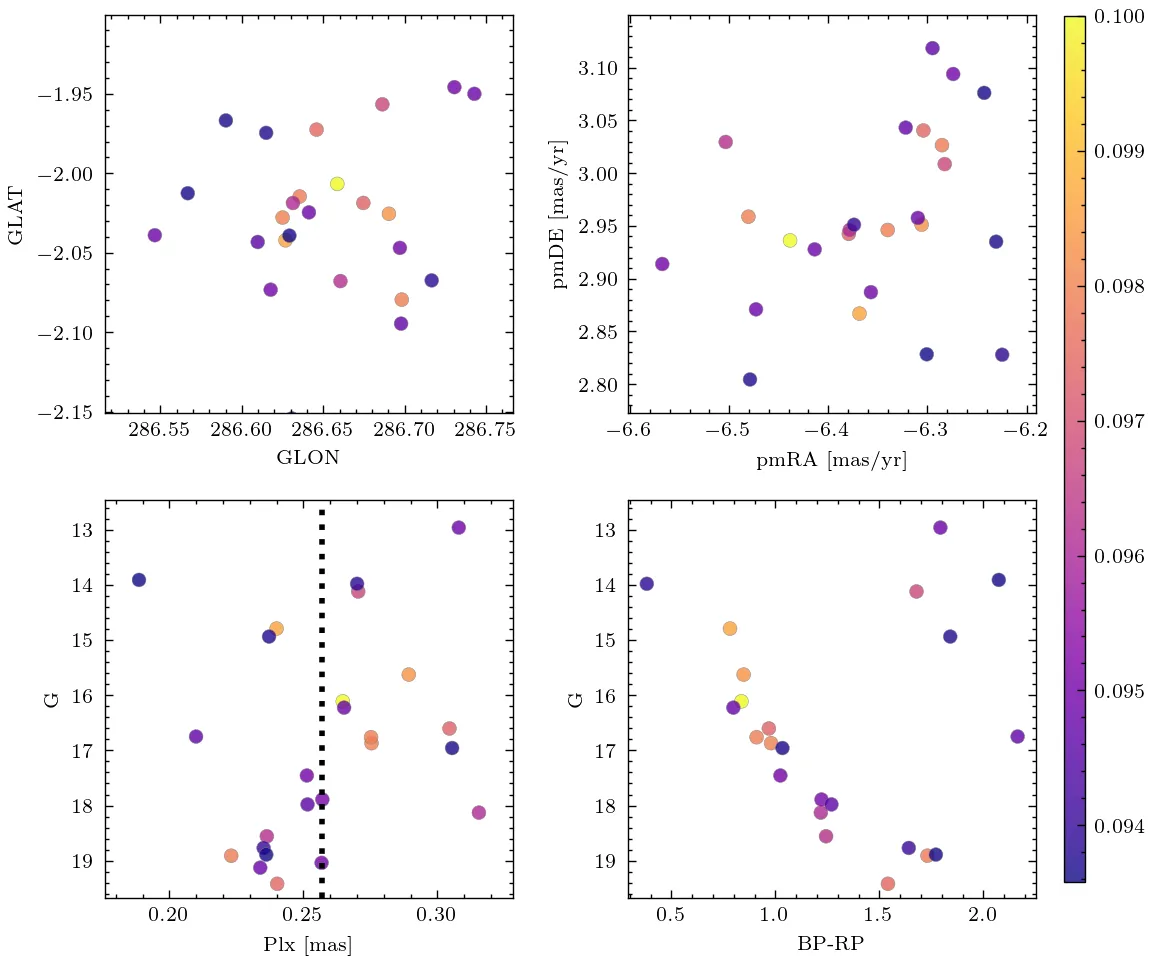 −1.95
−2.00
−2.05
−2.10
−2.15
GLAT
286.55 286.60 286.65 286.70 286.75
GLON
3.10
3.05
3.00
2.95
2.90
2.85
2.80
pmDE [mas/yr]
−6.6 −6.5 −6.4 −6.3 −6.2
pmRA [mas/yr]
13
14
15
16
17
18
19
G
0.20 0.25 0.30
Plx [mas]
13
14
15
16
17
18
19
G
0.5 1.0 1.5 2.0
BP-RP
0.100
0.099
0.098
0.097
0.096
0.095
0.094